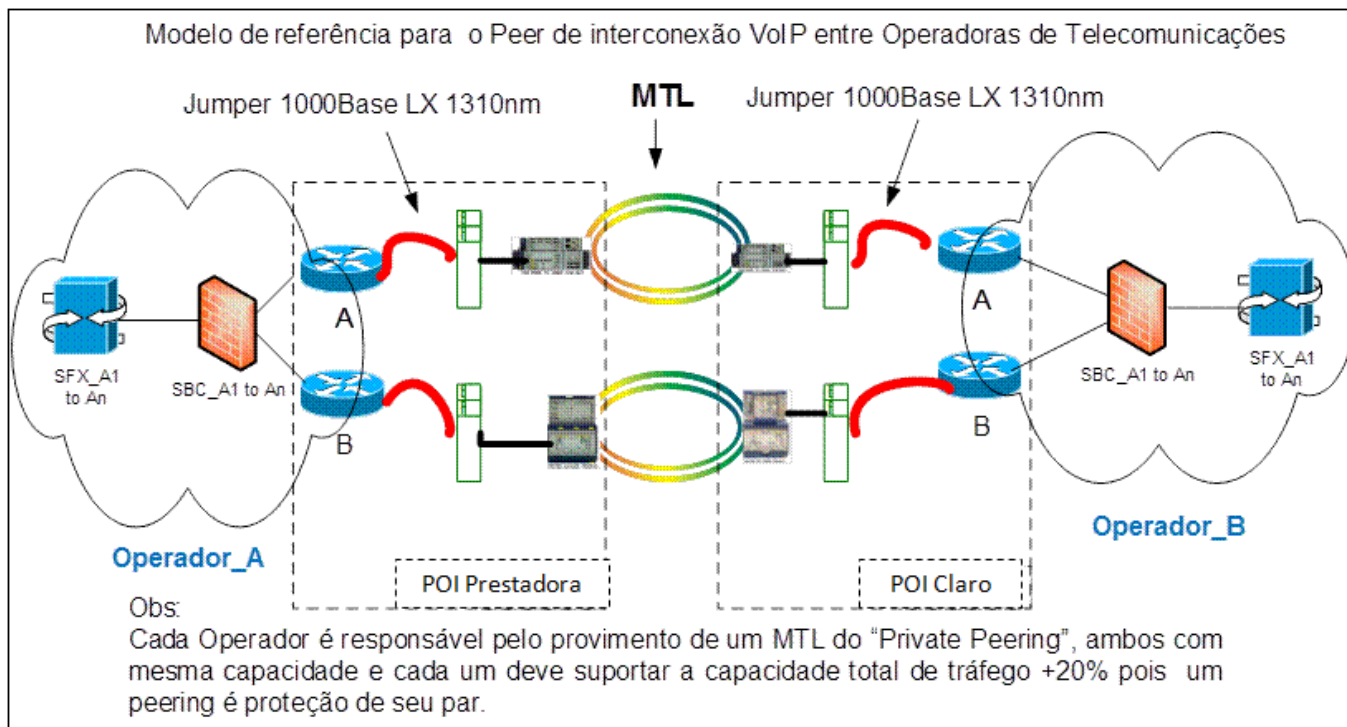 Modelo de referência para o Peer de interconexão VoIP entre Operadoras de Telecomunicações
Jumper 1000Base LX 1310nm
MTL
Jumper 1000Base LX 1310nm
A
A
SFX_A1
to An
SBC_A1 to An
SBC_A1 to An
SFX_A1
to An
B
B
Operador_A
Operador_B
POI Prestadora
POI Claro
Obs:
Cada Operador é responsável pelo provimento de um MTL do “Private Peering”, ambos com
mesma capacidade e cada um deve suportar a capacidade total de tráfego +20% pois um
peering é proteção de seu par.